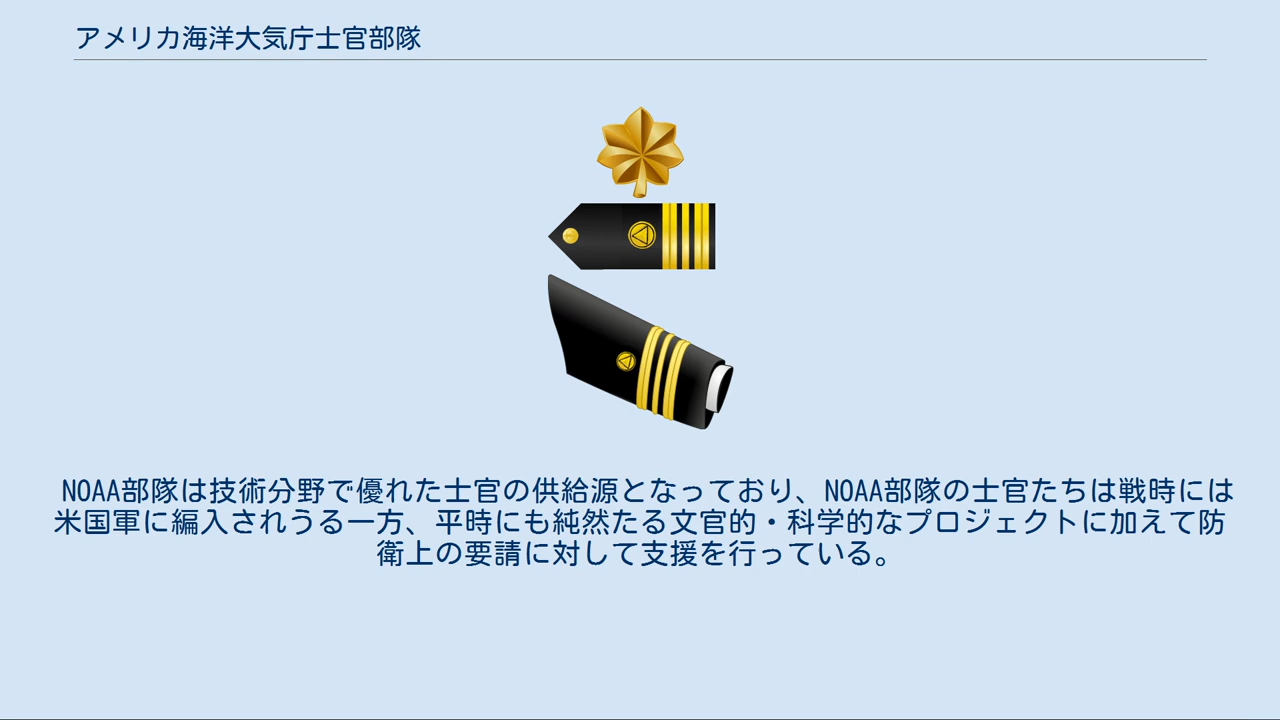 アメリカ海洋大気庁士官部隊
NOAA部隊は技術分野で優れた士官の供給源となっており、NOAA部隊の士官たちは戦時には
米国軍に編入されうる一方、平時にも純然たる文官的・科学的なプロジェクトに加えて防
衛上の要請に対して支援を行っている。